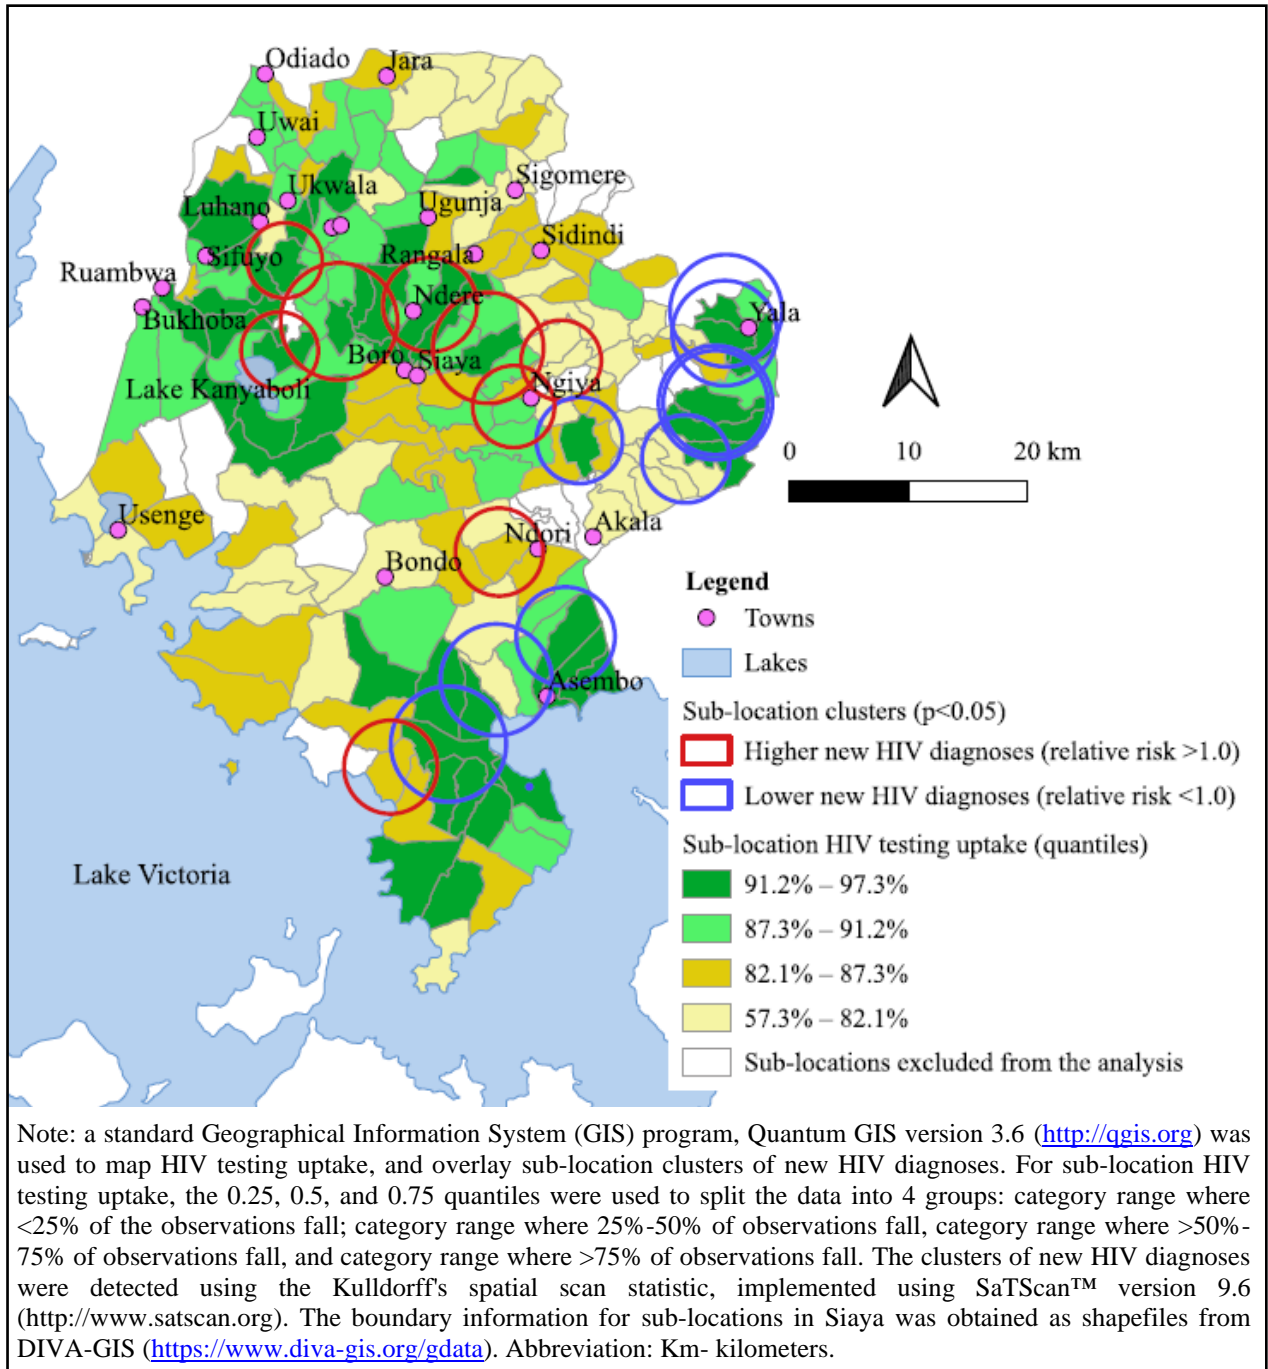 Odiado
Jara
Uwai
Sigomere
Ukwala
Luhano
Ugunja
Sidindi
Sifuyo
Rangala
Ruambwa
Ndere
Yala
Bukhoba
Boro
Siaya
Lake Kanyaboli
Ngiya
0 10 20 km
Usenge
Ndori
Akala
Bondo
Legend
Towns
Lakes
Asembo
Sub-location clusters (p<0.05)
Higher new HIV diagnoses (relative risk >1.0)
Lower new HIV diagnoses (relative risk <1.0)
Sub-location HIV testing uptake (quantiles)
Lake Victoria
91.2% – 97.3%
87.3% – 91.2%
82.1% – 87.3%
57.3% – 82.1%
Sub-locations excluded from the analysis
Note: a standard Geographical Information System (GIS) program, Quantum GIS version 3.6 (http://qgis.org) was
used to map HIV testing uptake, and overlay sub-location clusters of new HIV diagnoses. For sub-location HIV
testing uptake, the 0.25, 0.5, and 0.75 quantiles were used to split the data into 4 groups: category range where
<25% of the observations fall; category range where 25%-50% of observations fall, category range where >50%-
75% of observations fall, and category range where >75% of observations fall. The clusters of new HIV diagnoses
were detected using the Kulldorff's spatial scan statistic, implemented using SaTScan™ version 9.6
(http://www.satscan.org). The boundary information for sub-locations in Siaya was obtained as shapefiles from
DIVA-GIS (https://www.diva-gis.org/gdata). Abbreviation: Km- kilometers.